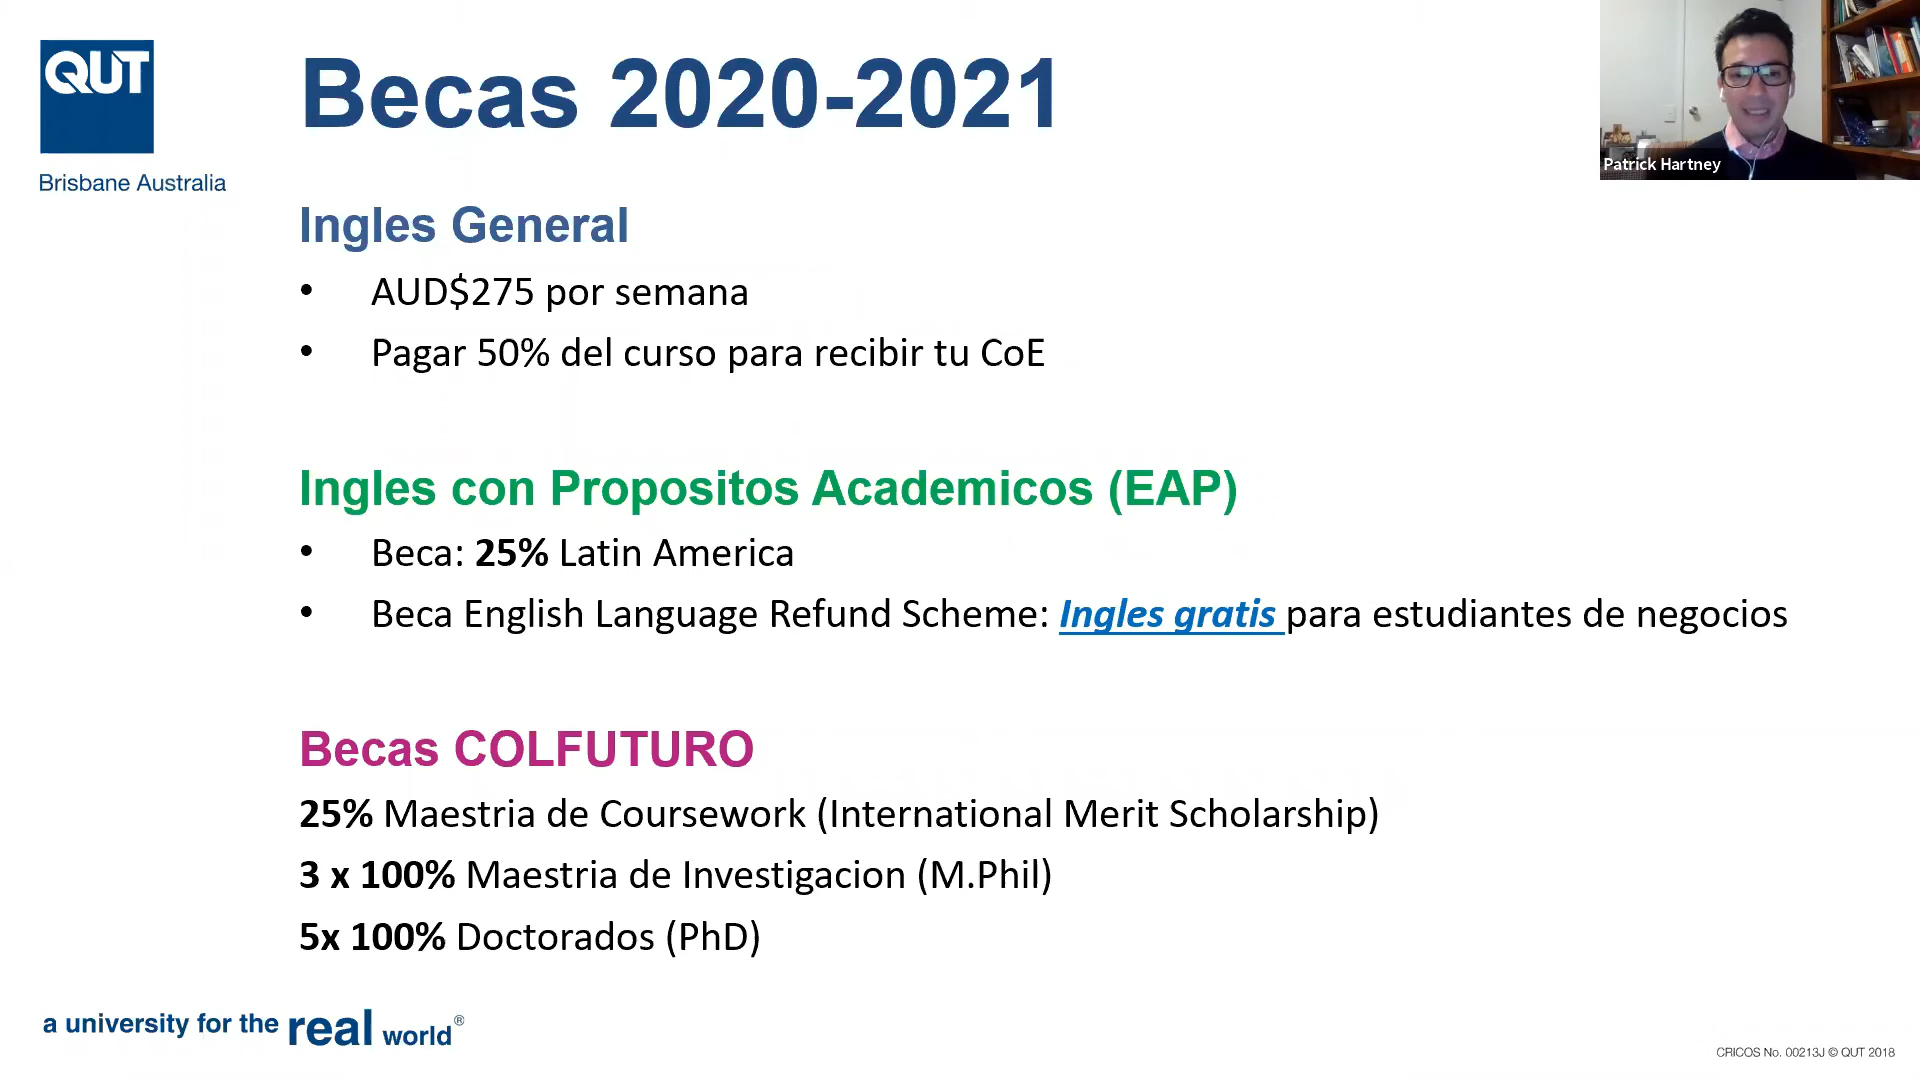 QUT
Brisbane Australia
Becas 2020-2021
Patrick Hartney
Ingles General
• AUD$275 por semana
• Pagar 50% del curso para recibir tu CoE
Ingles con Propositos Academicos (EAP)
• Beca: 25% Latin America
• Beca English Language Refund Scheme: Ingles gratis para estudiantes de negocios
Becas COLFUTURO
25% Maestria de Coursework (International Merit Scholarship)
3 x 100% Maestria de Investigacion (M.Phil)
5x 100% Doctorados (PhD)
a university for the real world®
CRICOS No. 00213J © QUT 2018